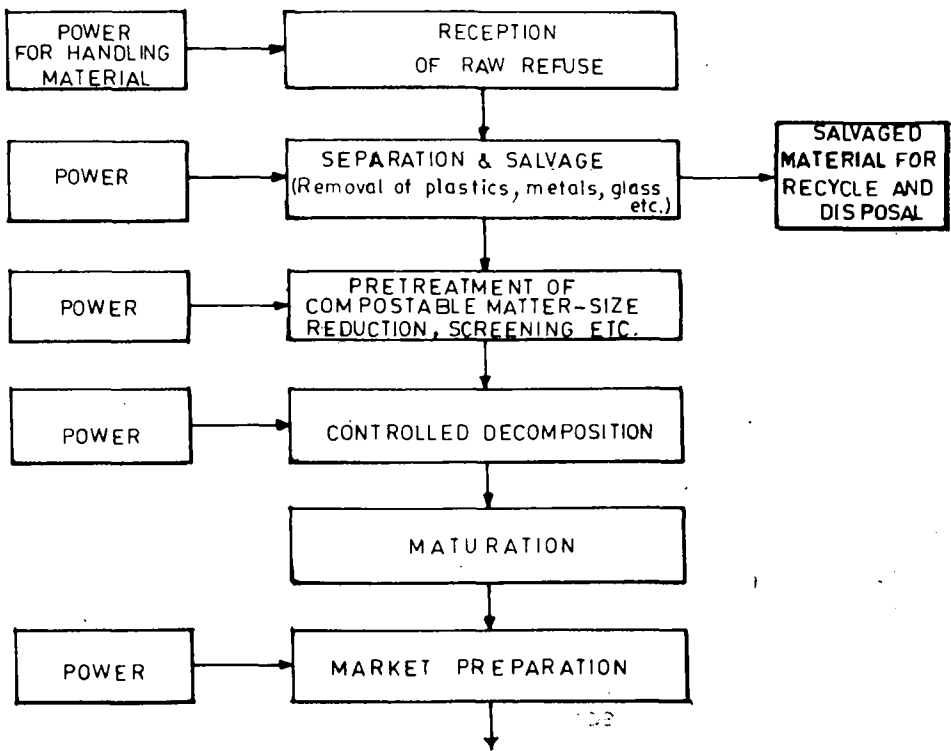 POWER
FOR HANDLING
MATERIAL
RECEPTION
OF RAW REFUSE
POWER
SEPARATION & SALVAGE
(Removal of plastics, metals, glass
etc.)
SALVAGED
MATERIAL FOR
RECYCLE AND
DISPOSAL
POWER
PRETREATMENT OF
COMPOSTABLE MATTER-SIZE
REDUCTION, SCREENING ETC.
POWER
CONTROLLED DECOMPOSITION
MATURATION
POWER
MARKET PREPARATION